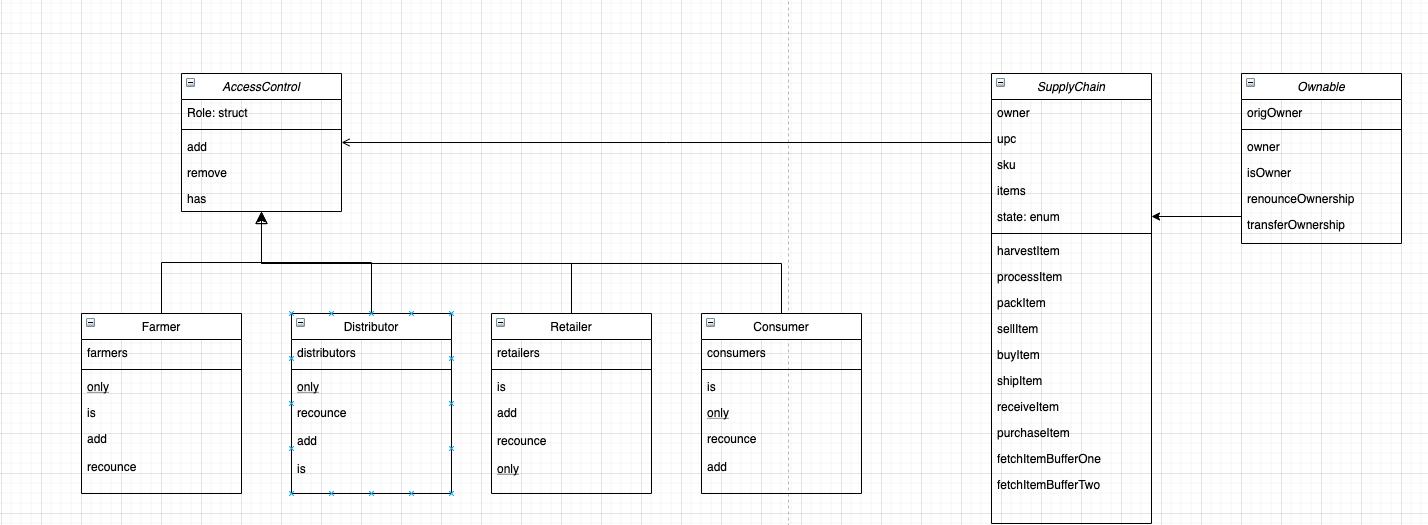 AccessControl
Role: struct
add
remove
has
SupplyChain
owner
upc
sku
items
state: enum
harvestItem
processItem
packItem
sellItem
buyItem
shipItem
receiveItem
purchaseItem
fetchItemBufferOne
fetchItemBufferTwo
Ownable
origOwner
owner
isOwner
renounceOwnership
transferOwnership
Farmer
farmers
only
is
add
recounce
Distributor
distributors
only
recounce
add
is
Retailer
retailers
is
add
recounce
only
Consumer
consumers
is
only
recounce
add